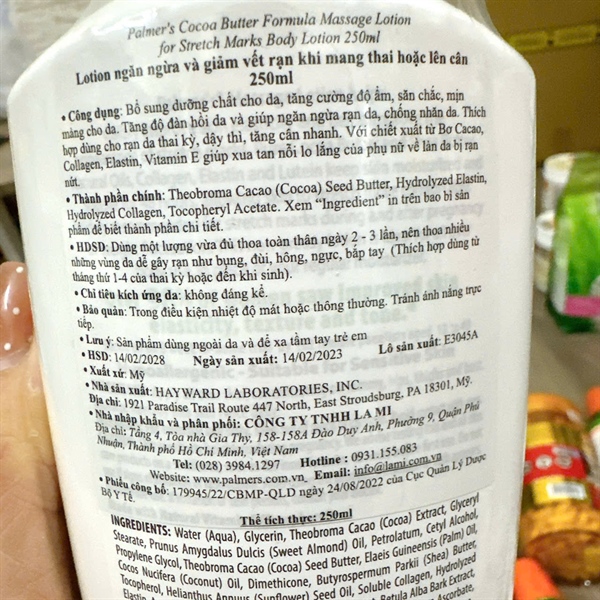 Palmer's Cocoa Butter Formula Massage Lotion
for Stretch Marks Body Lotion 250ml
Lotion ngăn ngừa và giảm vết rạn khi mang thai hoặc lên cân
250ml
• Công dụng: Bổ sung dưỡng chất cho da, tăng cường độ ẩm, săn chắc, mịn
màng cho da. Tăng độ đàn hồi da và giúp ngăn ngừa rạn da, chống nhăn da. Thích
hợp dùng cho rạn da thai kỳ, dậy thì, tăng cân nhanh. Với chiết xuất từ Bơ Cacao,
Collagen, Elastin, Vitamin E giúp xua tan nỗi lo lắng của phụ nữ về làn da bị rạn
nứt.
• Thành phần chính: Theobroma Cacao (Cocoa) Seed Butter, Hydrolyzed Elastin,
Hydrolyzed Collagen, Tocopheryl Acetate. Xem "Ingredient" in trên bao bì sản
phẩm để biết thành phần chi tiết.
• HDSD: Dùng một lượng vừa đủ thoa toàn thân ngày 2 - 3 lần, nên thoa nhiều
những vùng da dễ gây rạn như bụng, đùi, hông, ngực, bắp tay (Thích hợp dùng từ
tháng thứ 1-4 của thai kỳ hoặc đến khi sinh).
• Chỉ tiêu kích ứng da: không đáng kể.
• Bảo quản: Trong điều kiện nhiệt độ mát hoặc thông thường. Tránh ánh nắng trực
tiếp.
• Lưu ý: Sản phẩm dùng ngoài da và để xa tầm tay trẻ em
• HSD: 14/02/2028 Ngày sản xuất: 14/02/2023 Lô sản xuất: E3045A
• Xuất xứ: Mỹ
• Nhà sản xuất: HAYWARD LABORATORIES, INC.
Địa chỉ: 1921 Paradise Trail Route 447 North, East Stroudsburg, PA 18301, Mỹ.
• Nhà nhập khẩu và phân phối: CÔNG TY TNHH LA MI
Địa chỉ: Tầng 4, Tòa nhà Gia Thy, 158-158A Đào Duy Anh, Phường 9, Quận Phú
Nhuận, Thành phố Hồ Chí Minh, Việt Nam
Tel: (028) 3984.1297 Hotline : 0931.155.083
Website: www.palmers.com.vn Email: info@lami.com.vn
• Phiếu công bố: 179945/22/CBMP-QLD ngày 24/08/2022 của Cục Quản Lý Dược
Bộ Y TẾ.
Thể tích thực: 250ml
INGREDIENTS: Water (Aqua), Glycerin, Theobroma Cacao (Cocoa) Extract, Glyceryl
Stearate, Prunus Amygdalus Dulcis (Sweet Almond) Oil, Petrolatum, Cetyl Alcohol,
Propylene Glycol, Theobroma Cacao (Cocoa) Seed Butter, Elaeis Guineensis (Palm) Oil,
Cocos Nucifera (Coconut) Oil, Dimethicone, Butyrospermum Parkii (Shea) Butter,
Tocopherol, Helianthus Annuus (Sunflower) Seed Oil, Soluble Collagen, Hydrolyzed
Betula Alba Bark Extract,
Ascorbate,